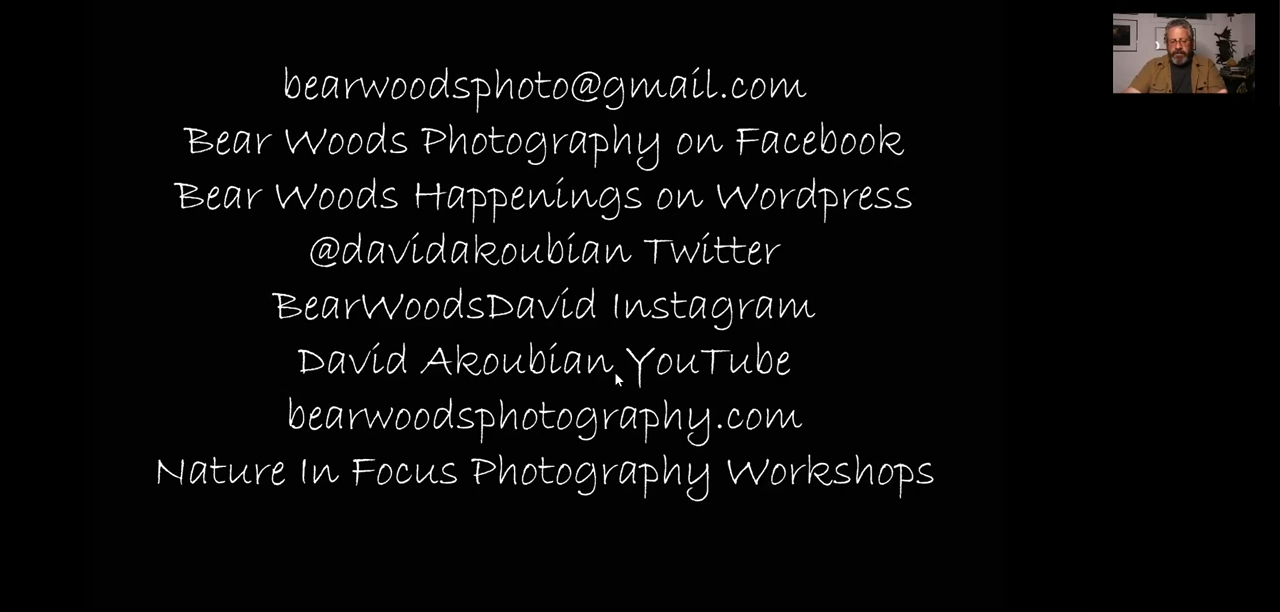 bearwoodsphoto@gmail.com
Bear Woods Photography on Facebook
Bear Woods Happenings on Wordpress
@davidakoubian Twitter
BearWoodsDavid Instagram
David Akoubian YouTube
bearwoodsphotography.com
Nature In Focus Photography Workshops